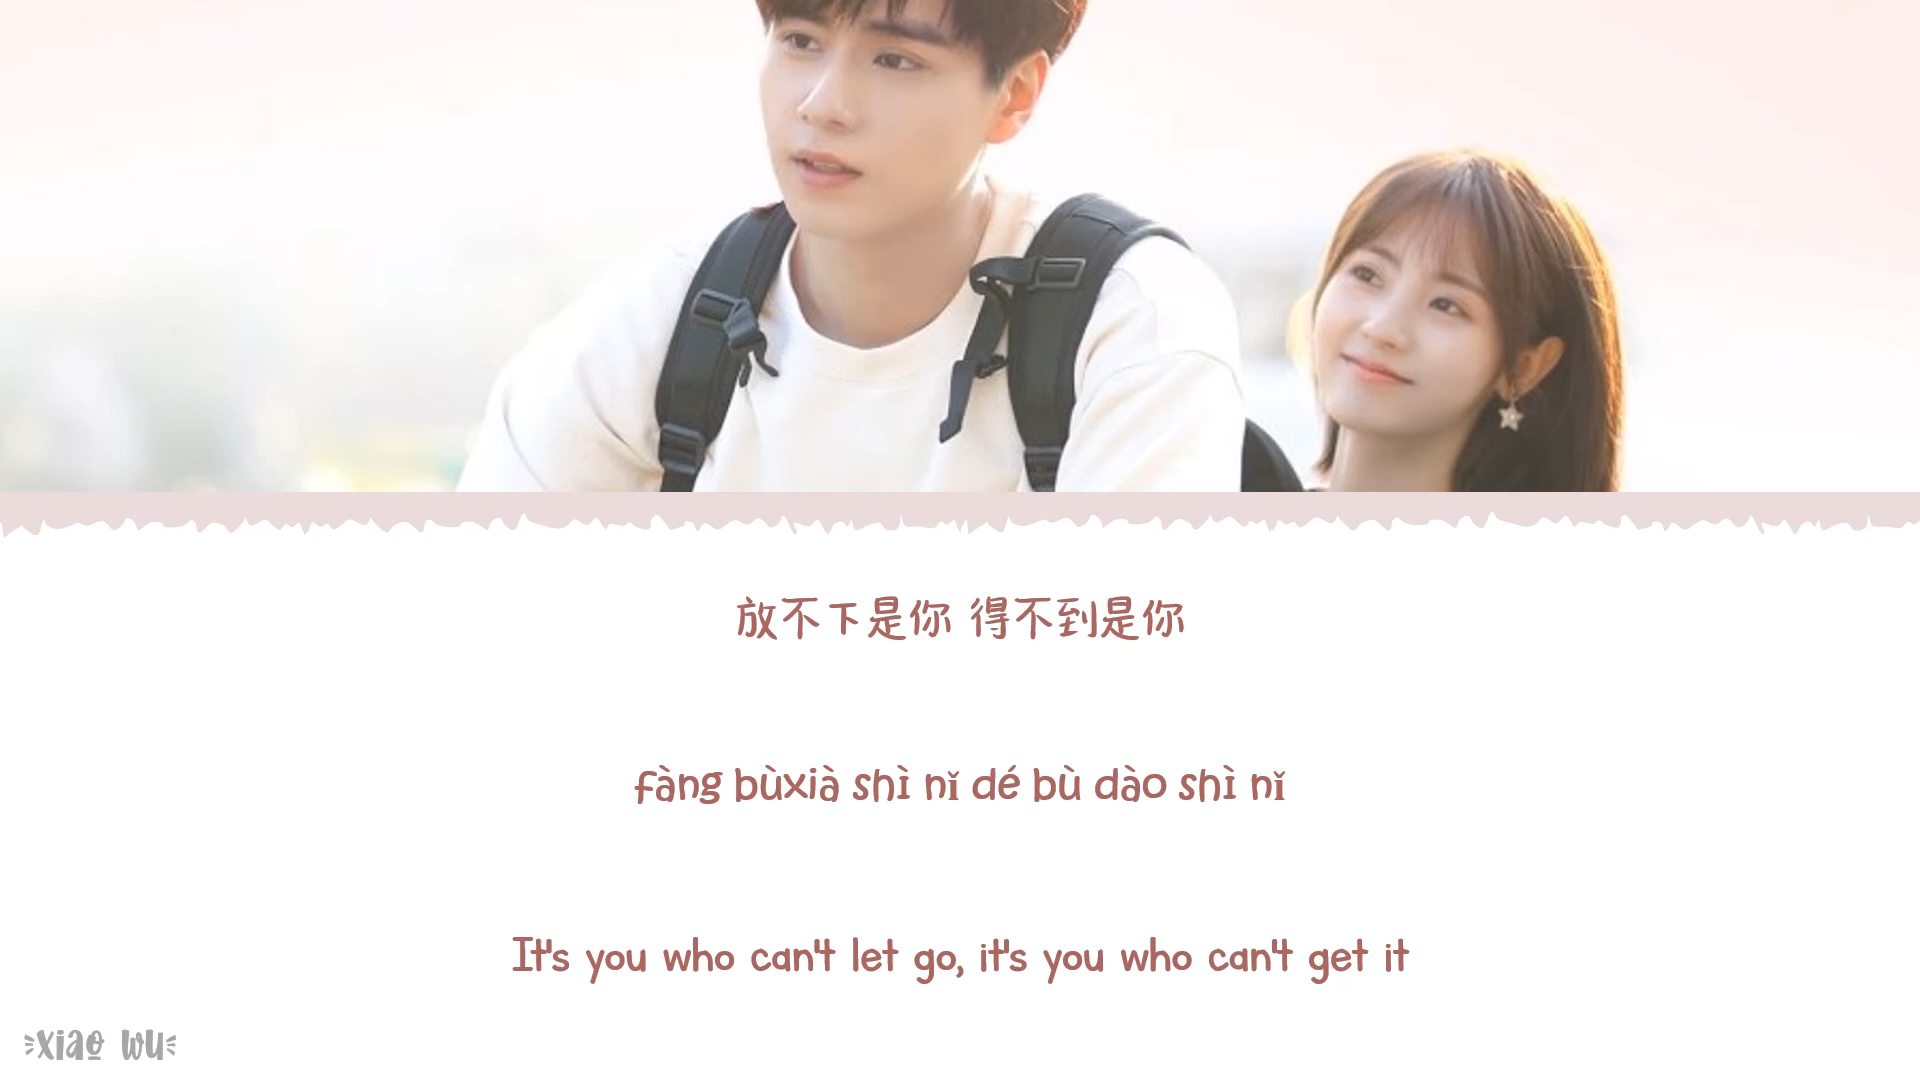 放不下是你 得不到是你
fàng bùxià shì nǐ dé bù dào shì nǐ
It's you who can't let go, it's you who can't get it
xiao wu